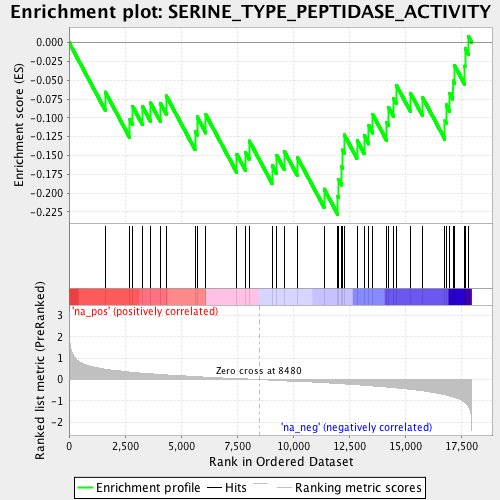 Enrichment plot: SERINE_TYPE_PEPTIDASE_ACTIVITY
Enrichment score (ES)
0.000
-0.025
-0.050
-0.075
-0.100
-0.125
-0.150
-0.175
-0.200
-0.225
'na_pos' (positively correlated)
Ranked list metric (PreRanked)
3
2
1
0
-1
-2
Zero cross at 8480
'na_neg' (negatively correlated)
0 2,500 5,000 7,500 10,000 12,500 15,000 17,500
Rank in Ordered Dataset
Enrichment profile Hits Ranking metric scores